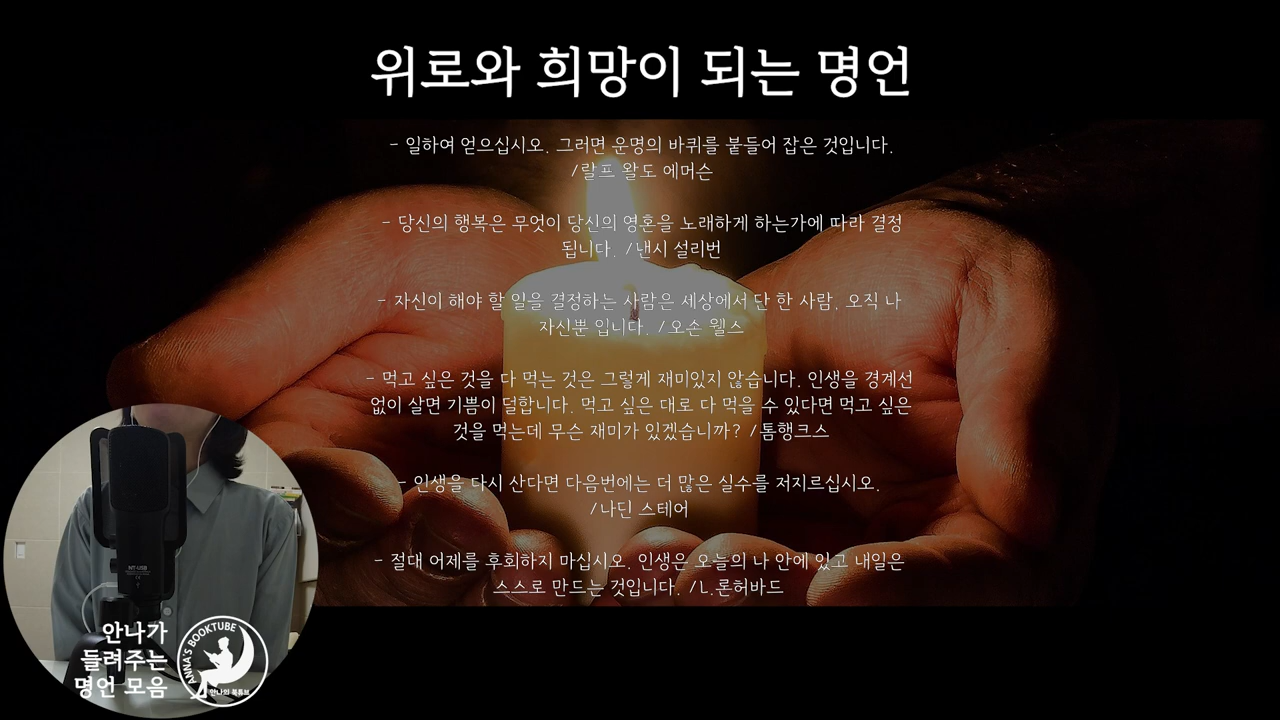 위로와 희망이 되는 명언
- 일하여 얻으십시오. 그러면 운명의 바퀴를 붙들어 잡은 것입니다.
/랄프 왈도 에머슨
- 당신의 행복은 무엇이 당신의 영혼을 노래하게 하는가에 따라 결정
됩니다. /낸시 설리번
- 자신이 해야 할 일을 결정하는 사람은 세상에서 단 한 사람, 오직 나
자신뿐 입니다. /오손 웰스
- 먹고 싶은 것을 다 먹는 것은 그렇게 재미있지 않습니다. 인생을 경계선
없이 살면 기쁨이 덜합니다. 먹고 싶은 대로 다 먹을 수 있다면 먹고 싶은
것을 먹는데 무슨 재미가 있겠습니까? /톰행크스
- 인생을 다시 산다면 다음번에는 더 많은 실수를 저지르십시오.
/나딘 스테어
- 절대 어제를 후회하지 마십시오. 인생은 오늘의 나 안에 있고 내일은
스스로 만드는 것입니다. /L.론허바드
NT-USB
안나가
들려주는
명언 모음
ANNA'S BOOKTUBE
안나의 북튜브